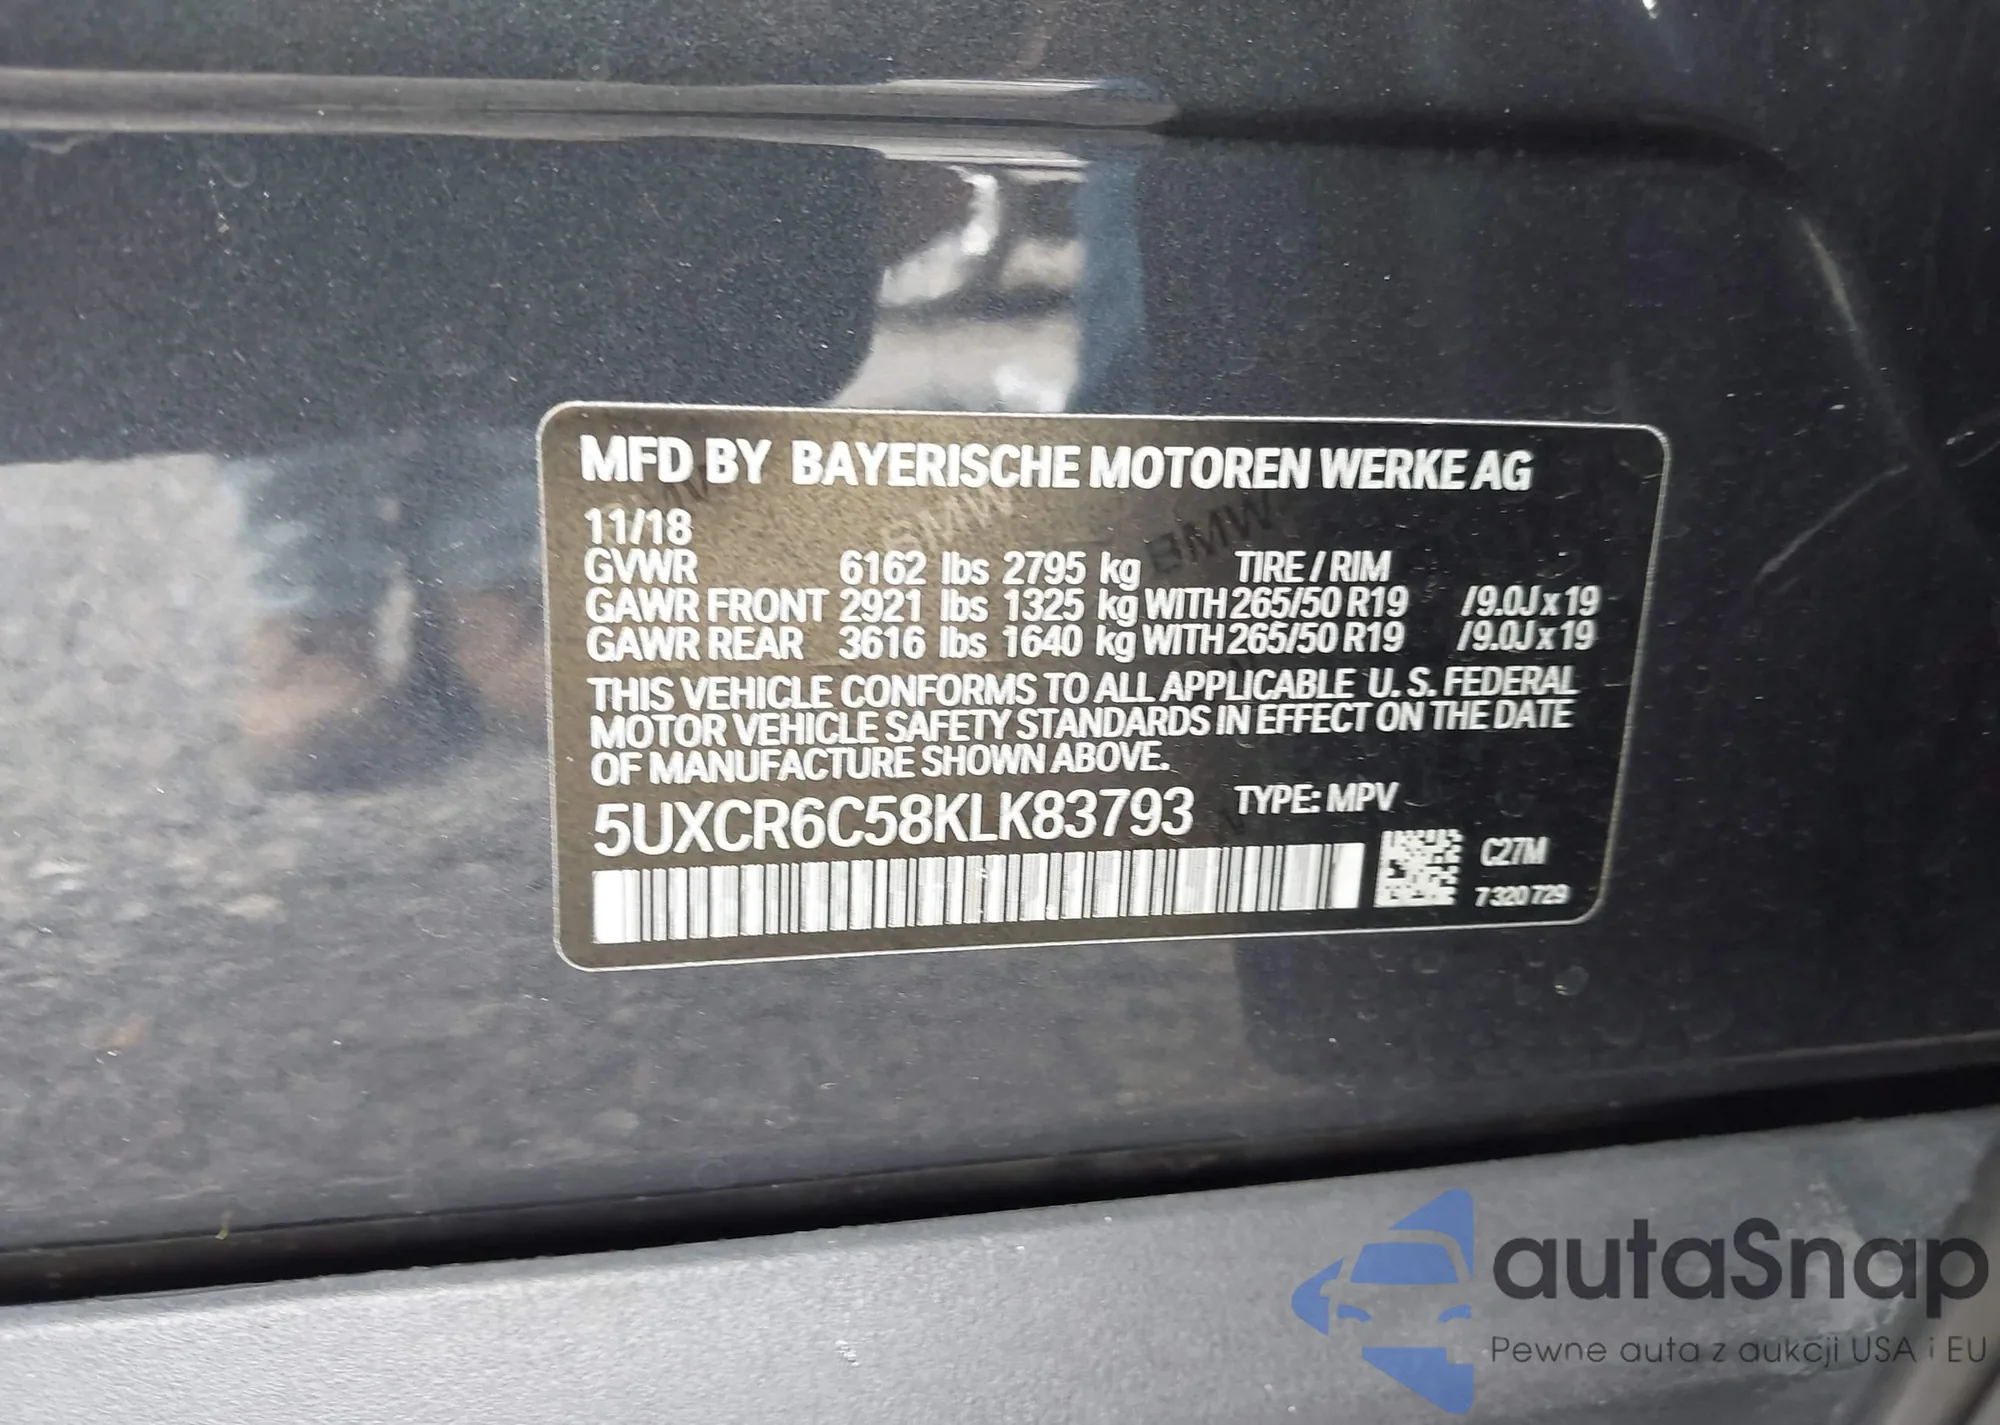 MFD BY BAYERISCHE MOTOREN WERKE AG
11/18
GVWR 6162 lbs 2795 kg TIRE / RIM
GAWR FRONT 2921 lbs 1325 kg WITH 265/50 R19 /9.0J x 19
GAWR REAR 3616 lbs 1640 kg WITH 265/50 R19 /9.0J x 19
THIS VEHICLE CONFORMS TO ALL APPLICABLE U. S. FEDERAL
MOTOR VEHICLE SAFETY STANDARDS IN EFFECT ON THE DATE
OF MANUFACTURE SHOWN ABOVE.
5UXCR6C58KLK83793 TYPE: MPV
C27M
7 320 729
BMW BMW BMW
autaSnap
Pewne auta z aukcji USA i EU